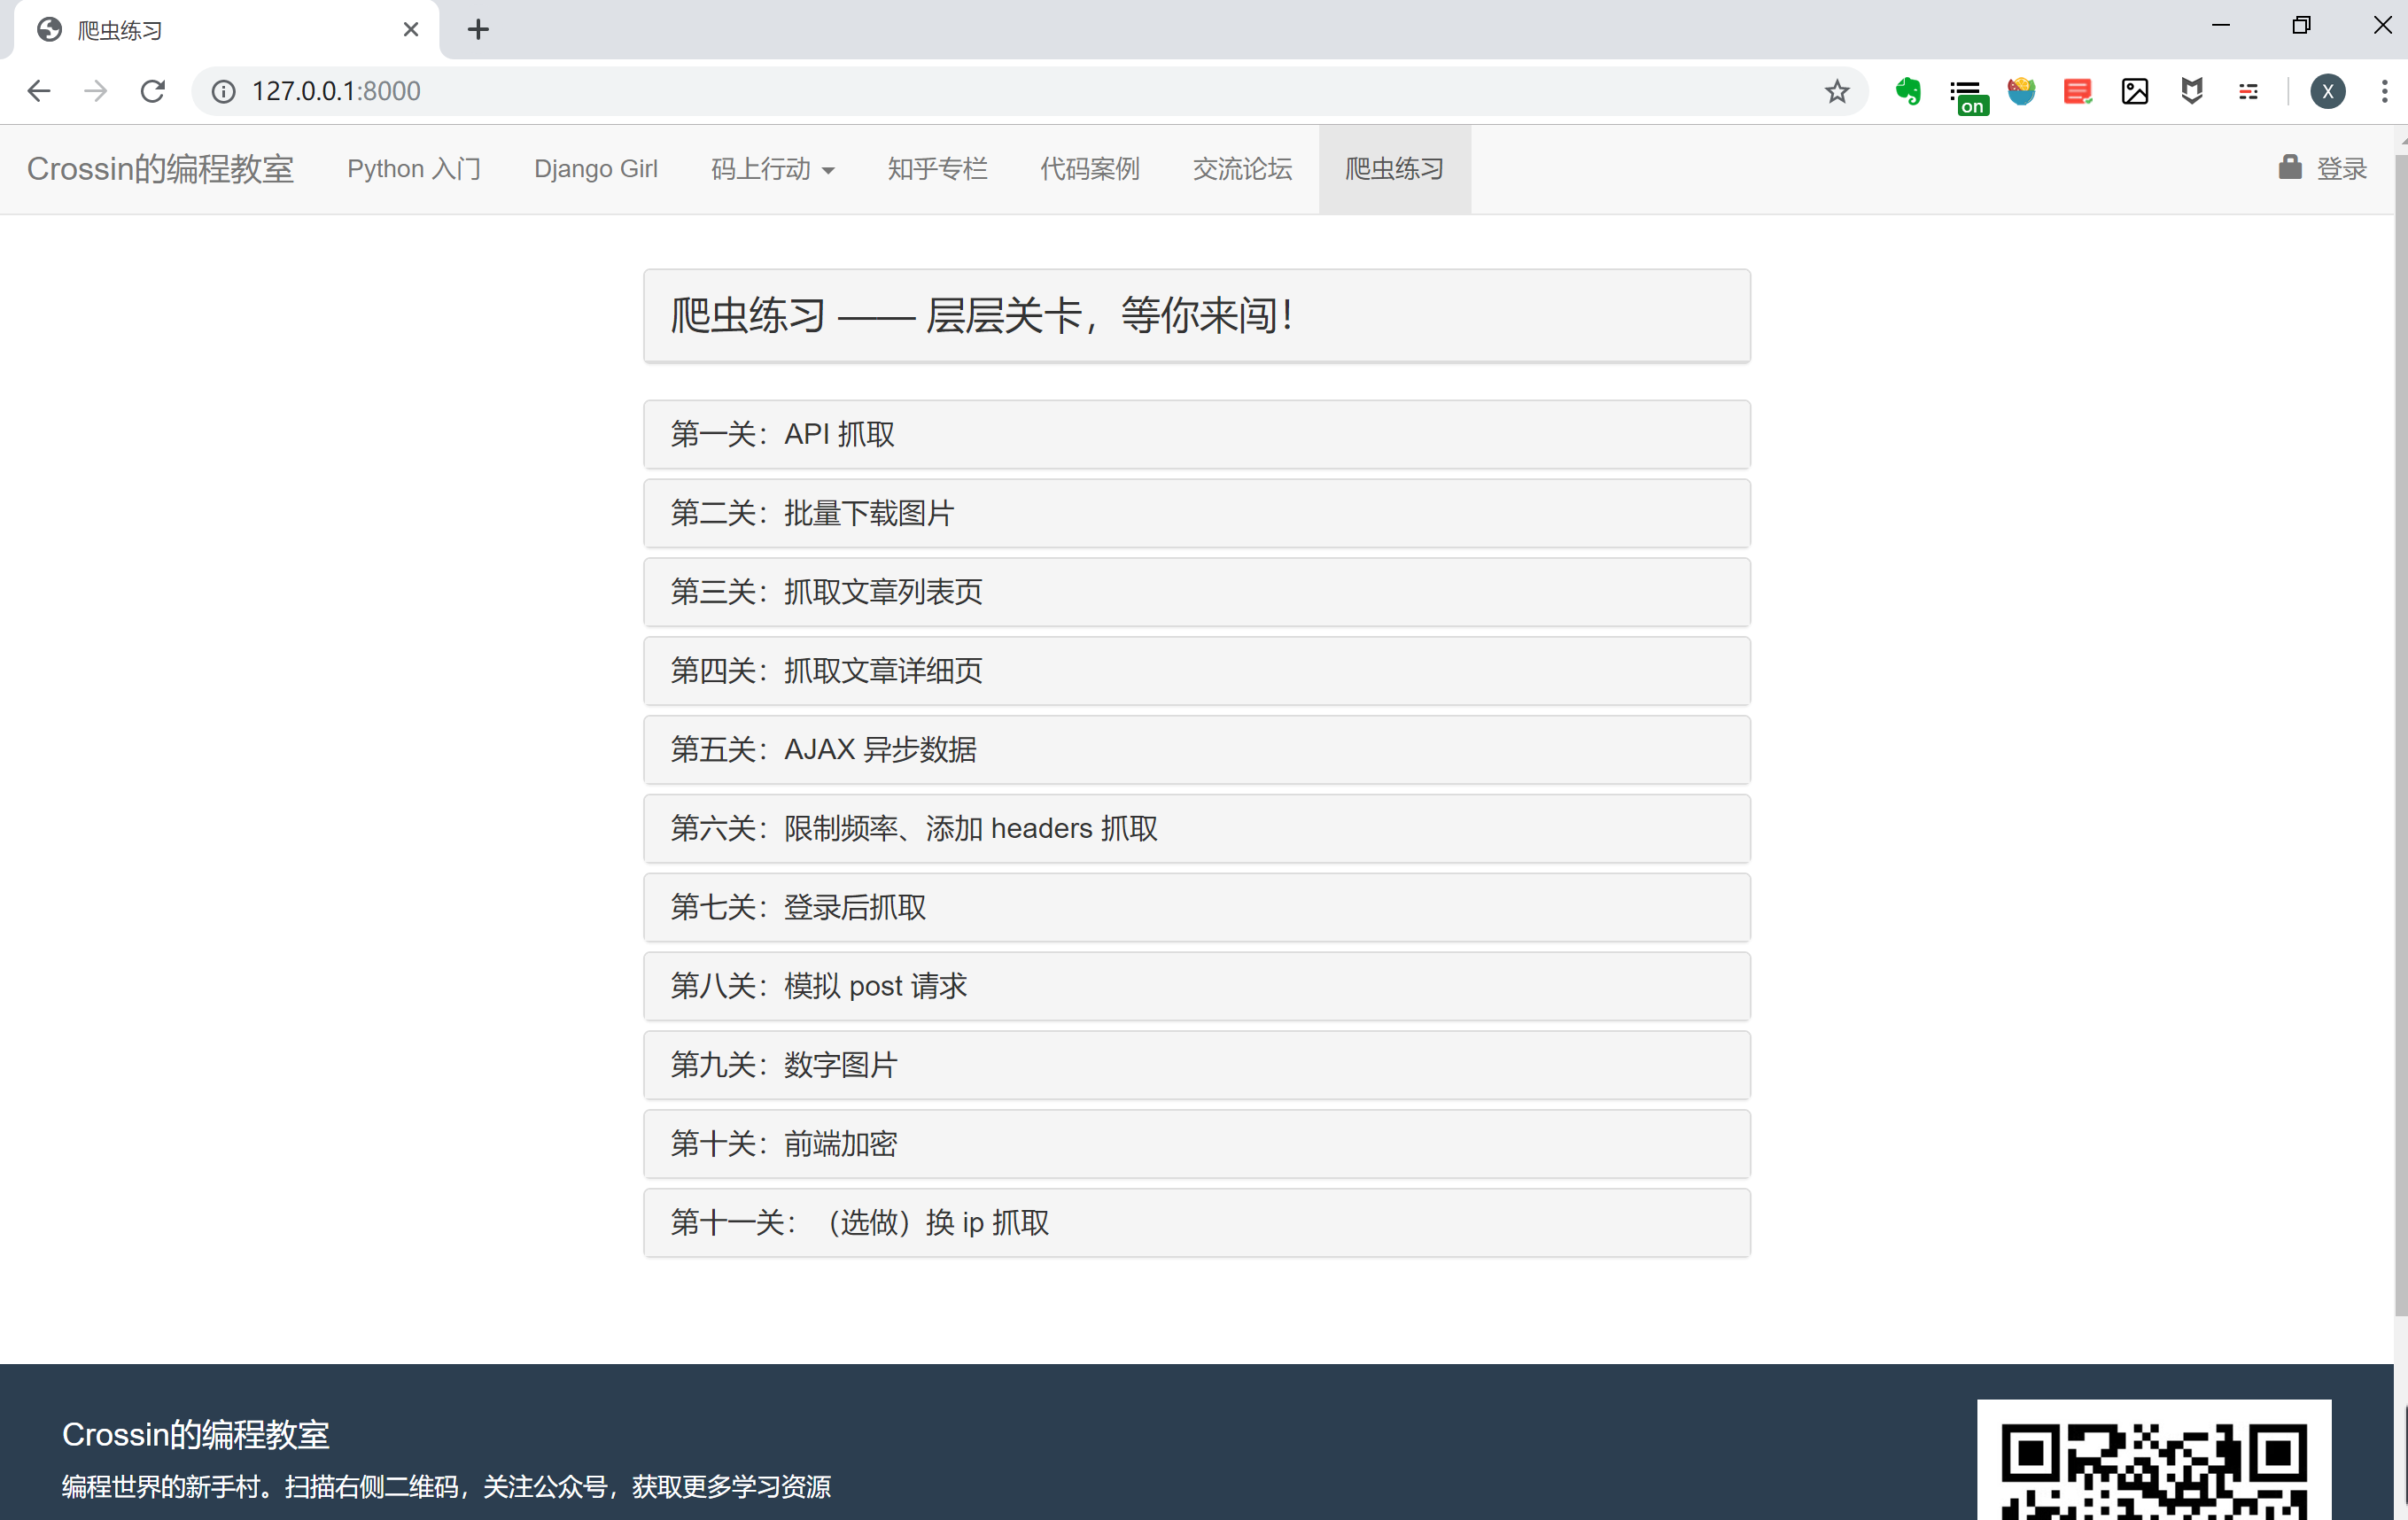 爬虫练习
127.0.0.1:8000
on
X
Crossin的编程教室 Python 入门 Django Girl 码上行动 知乎专栏 代码案例 交流论坛 爬虫练习 登录
爬虫练习 —— 层层关卡，等你来闯！
第一关：API 抓取
第二关：批量下载图片
第三关：抓取文章列表页
第四关：抓取文章详细页
第五关：AJAX 异步数据
第六关：限制频率、添加 headers 抓取
第七关：登录后抓取
第八关：模拟 post 请求
第九关：数字图片
第十关：前端加密
第十一关：（选做）换 ip 抓取
Crossin的编程教室
编程世界的新手村。扫描右侧二维码，关注公众号，获取更多学习资源